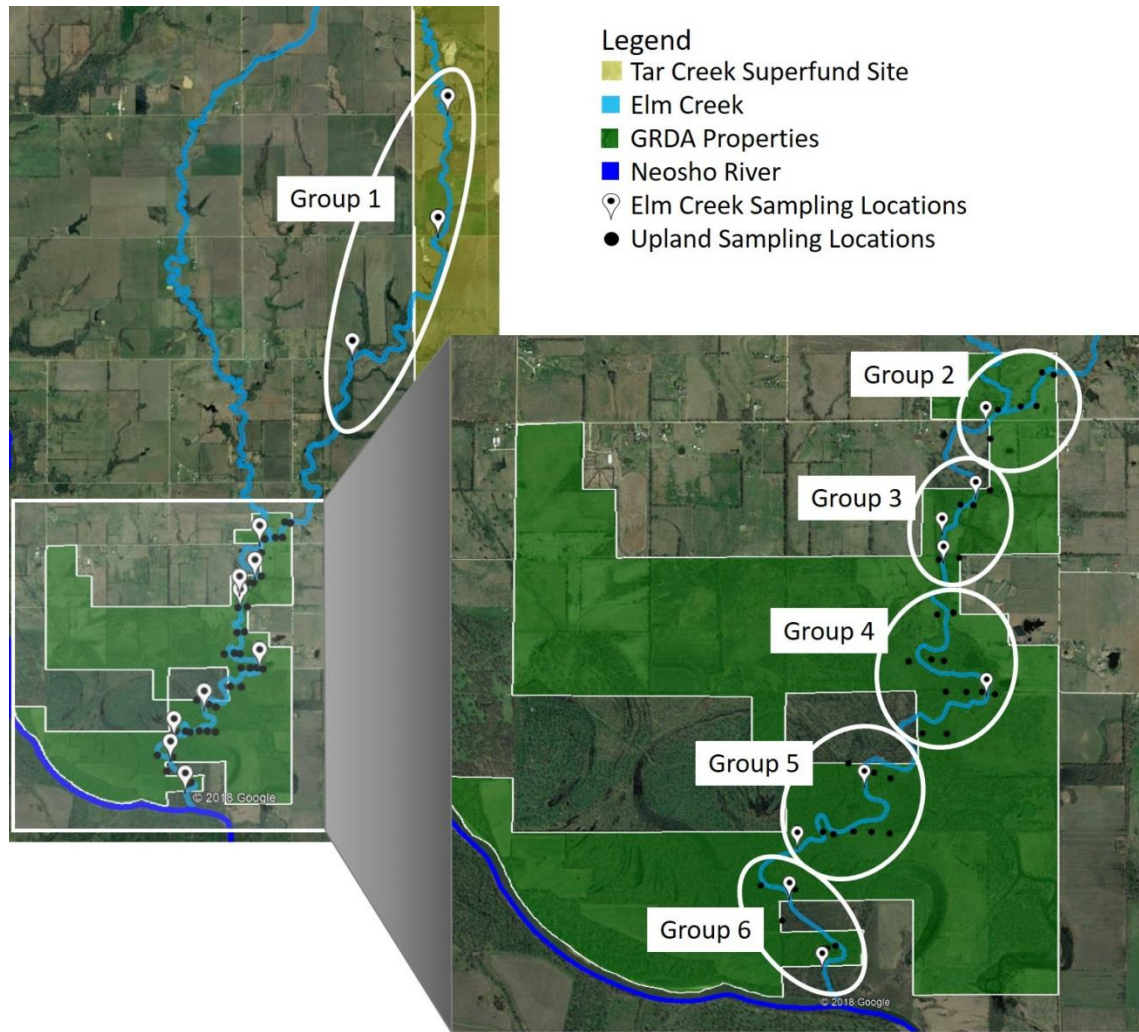 Legend
Tar Creek Superfund Site
Elm Creek
GRDA Properties
Neosho River
Elm Creek Sampling Locations
Upland Sampling Locations
Group 1
Group 2
Group 3
Group 4
Group 5
Group 6
© 2018 Google
© 2018 Google